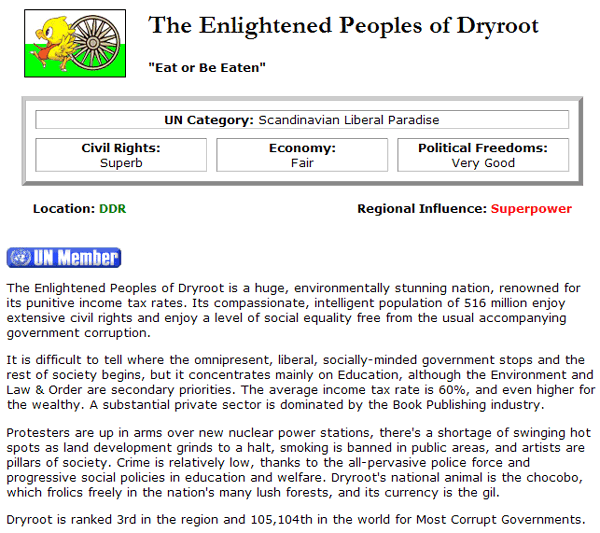 The Enlightened Peoples of Dryroot
"Eat or Be Eaten"
UN Category: Scandinavian Liberal Paradise
Civil Rights:
Superb
Economy:
Fair
Political Freedoms:
Very Good
Location: DDR
Regional Influence: Superpower
UN Member
The Enlightened Peoples of Dryroot is a huge, environmentally stunning nation, renowned for
its punitive income tax rates. Its compassionate, intelligent population of 516 million enjoy
extensive civil rights and enjoy a level of social equality free from the usual accompanying
government corruption.
It is difficult to tell where the omnipresent, liberal, socially-minded government stops and the
rest of society begins, but it concentrates mainly on Education, although the Environment and
Law & Order are secondary priorities. The average income tax rate is 60%, and even higher for
the wealthy. A substantial private sector is dominated by the Book Publishing industry.
Protesters are up in arms over new nuclear power stations, there's a shortage of swinging hot
spots as land development grinds to a halt, smoking is banned in public areas, and artists are
pillars of society. Crime is relatively low, thanks to the all-pervasive police force and
progressive social policies in education and welfare. Dryroot's national animal is the chocobo,
which frolics freely in the nation's many lush forests, and its currency is the gil.
Dryroot is ranked 3rd in the region and 105,104th in the world for Most Corrupt Governments.